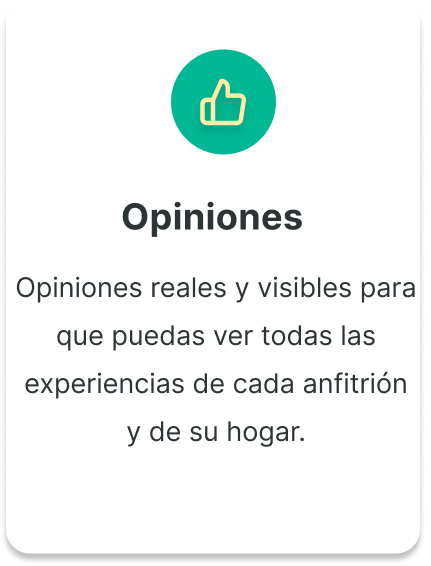 Opiniones
Opiniones reales y visibles para
que puedas ver todas las
experiencias de cada anfitrión
y de su hogar.